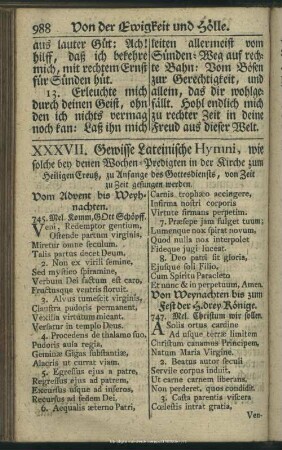 988 Von der Ewigkeit und Hölle.
aus lauter Güt: Ach!
hilff, daß ich bekehre
mich, mit rechtem Ernst
für Sünden hüt.
13. Erleuchte mich
durch deinen Geist, ohn
den ich nichts vermag
noch kan: Laß ihn mich
leiten allermeist vom
Sünden-Weg auf rech-
te Bahn: Vom Bösen
zur Gerechtigkeit, und
allein, das dir wohlge-
fällt. Hohl endlich mich
zu rechter Zeit in deine
Freud aus dieser Welt.
XXXVII. Gewisse Lateinische Hymni, wie
solche bey denen Wochen-Predigten in der Kirche zum
Heiligen Creutz, zu Anfange des Gottesdiensts, von Zeit
zu Zeit gesungen werden.
Vom Advent bis Weyh-
nachten.
745. Mel. Komm, GOtt Schöpff.
Veni, Redemptor gentium,
Ostende partum virginis,
Miretur omne seculum,
Talis partus decet Deum.
2. Non ex virili semine,
Sed mystico spiramine,
Verbum Dei factum est caro,
Fructusque ventris floruit.
3. Alvus tumescit virginis,
Claustra pudoris permanent,
Vexilla virtutum micant,
Versatur in templo Deus.
4. Procedens de thalamo suo,
Pudoris aula regia,
Geminæ Gigas substantiæ,
Alacris ut currat viam.
5. Egressus ejus a patre,
Regressus ejus ad patrem,
Excursus usque ad inferos,
Recursus ad sedem Dei.
6. Aequalis æterno Patri,
Carnis trophæo accingere,
Infirma nostri corporis
Virtute firmans perpetim.
7. Præsepe jam fulget tuum;
Lumenque nox spirat novum,
Quod nulla nox interpolet
Fideque jugi luceat.
8. Deo patri sit gloria,
Ejusque soli Filio,
Cum Spiritu Paracleto
Et nunc & in perpetuum, Amen.
Von Weynachten bis zum
Fest der H.drey Könige.
747. Mel. Christum wir sollen.
A Solis ortus cardine
Ad usque terræ limitem
Christum canamus Principem,
Natum Maria Virgine.
2. Beatus autor seculi
Servile corpus induit,
Ut carne carnem liberans,
Non perderet, quos condidit.
3. Casta parentis viscera
Cœlestis intrat gratia,
Ven-